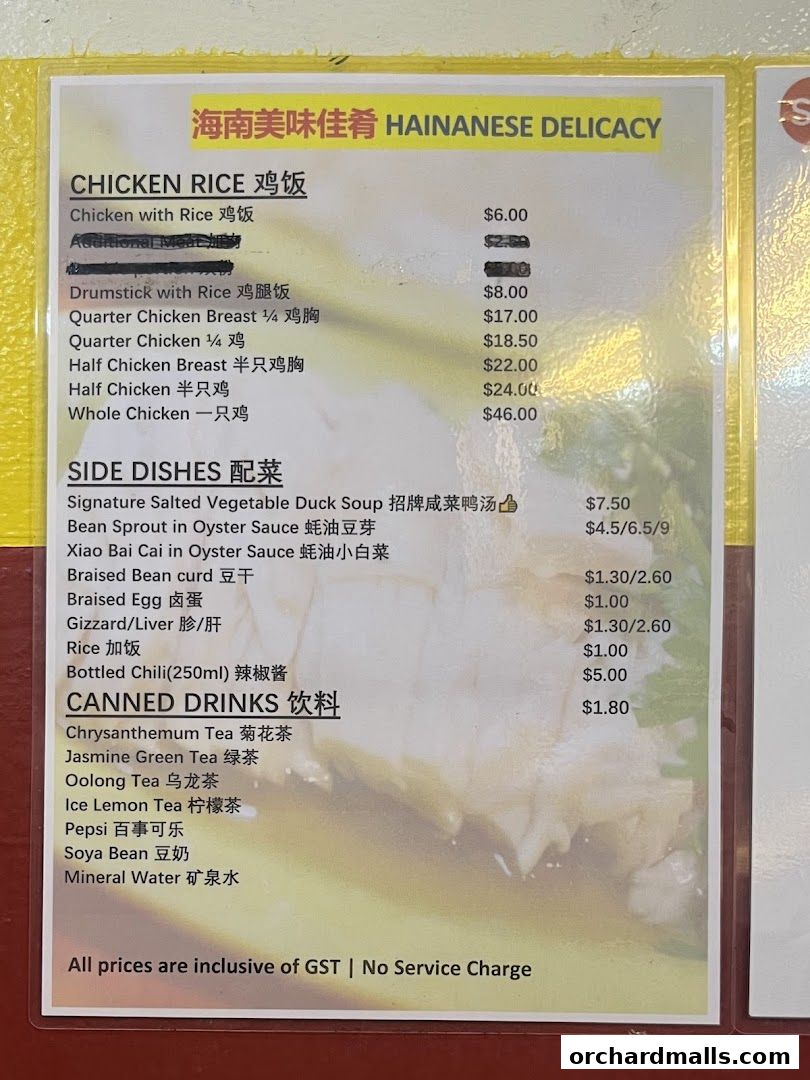 海南美味佳肴 HAINANESE DELICACY
CHICKEN RICE 鸡饭
Chicken with Rice 鸡饭 $6.00
Additional Meat
Drumstick with Rice 鸡腿饭 $8.00
Quarter Chicken Breast ¼ 鸡胸 $17.00
Quarter Chicken ¼ 鸡 $18.50
Half Chicken Breast 半只鸡胸 $22.00
Half Chicken 半只鸡 $24.00
Whole Chicken 一只鸡 $46.00
SIDE DISHES 配菜
Signature Salted Vegetable Duck Soup 招牌咸菜鸭汤👍 $7.50
Bean Sprout in Oyster Sauce 蚝油豆芽 $4.5/6.5/9
Xiao Bai Cai in Oyster Sauce 蚝油小白菜
Braised Bean curd 豆干 $1.30/2.60
Braised Egg 卤蛋 $1.00
Gizzard/Liver 胗/肝 $1.30/2.60
Rice 加饭 $1.00
Bottled Chili(250ml) 辣椒酱 $5.00
CANNED DRINKS 饮料 $1.80
Chrysanthemum Tea 菊花茶
Jasmine Green Tea 绿茶
Oolong Tea 乌龙茶
Ice Lemon Tea 柠檬茶
Pepsi 百事可乐
Soya Bean 豆奶
Mineral Water 矿泉水
All prices are inclusive of GST | No Service Charge
S
orchardmalls.com